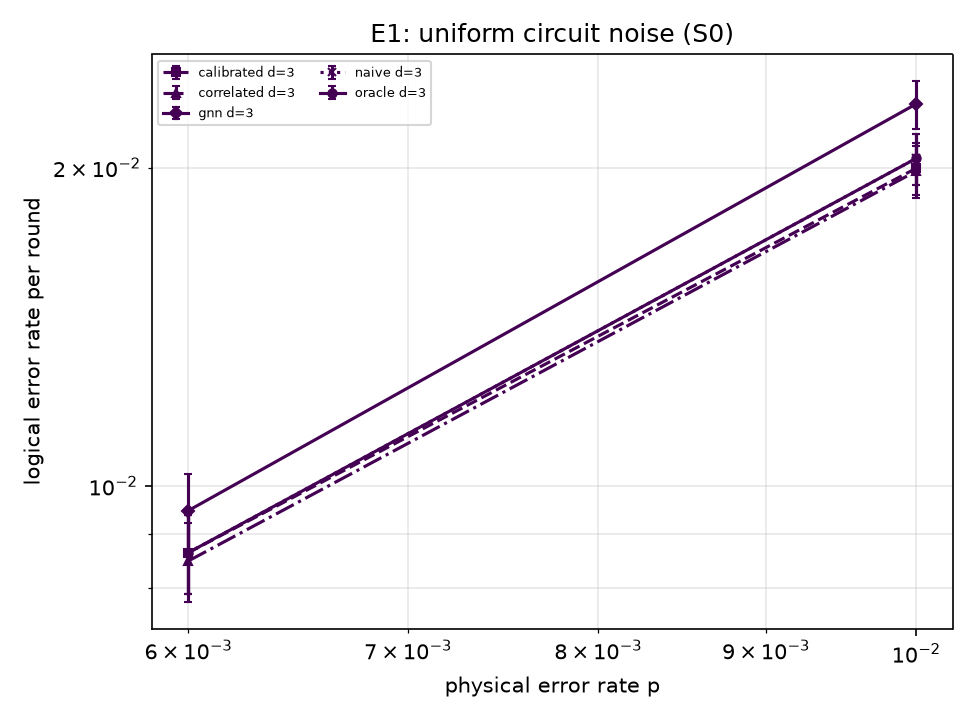 E1: uniform circuit noise (S0)
calibrated d=3
correlated d=3
gnn d=3
naive d=3
oracle d=3
2 × 10⁻²
10⁻²
logical error rate per round
6 × 10⁻³
7 × 10⁻³
8 × 10⁻³
9 × 10⁻³
10⁻²
physical error rate p